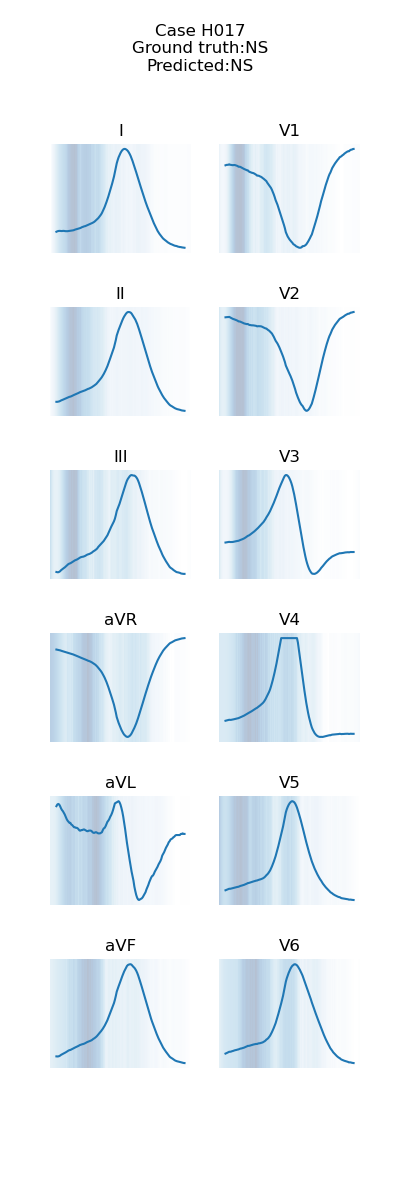 Case H017
Ground truth:NS
Predicted:NS
I
V1
II
V2
III
V3
aVR
V4
aVL
V5
aVF
V6